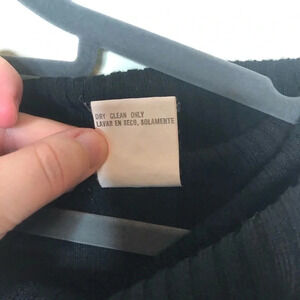 DRY CLEAN ONLY
LAVAR EN SECO, SOLAMENTE